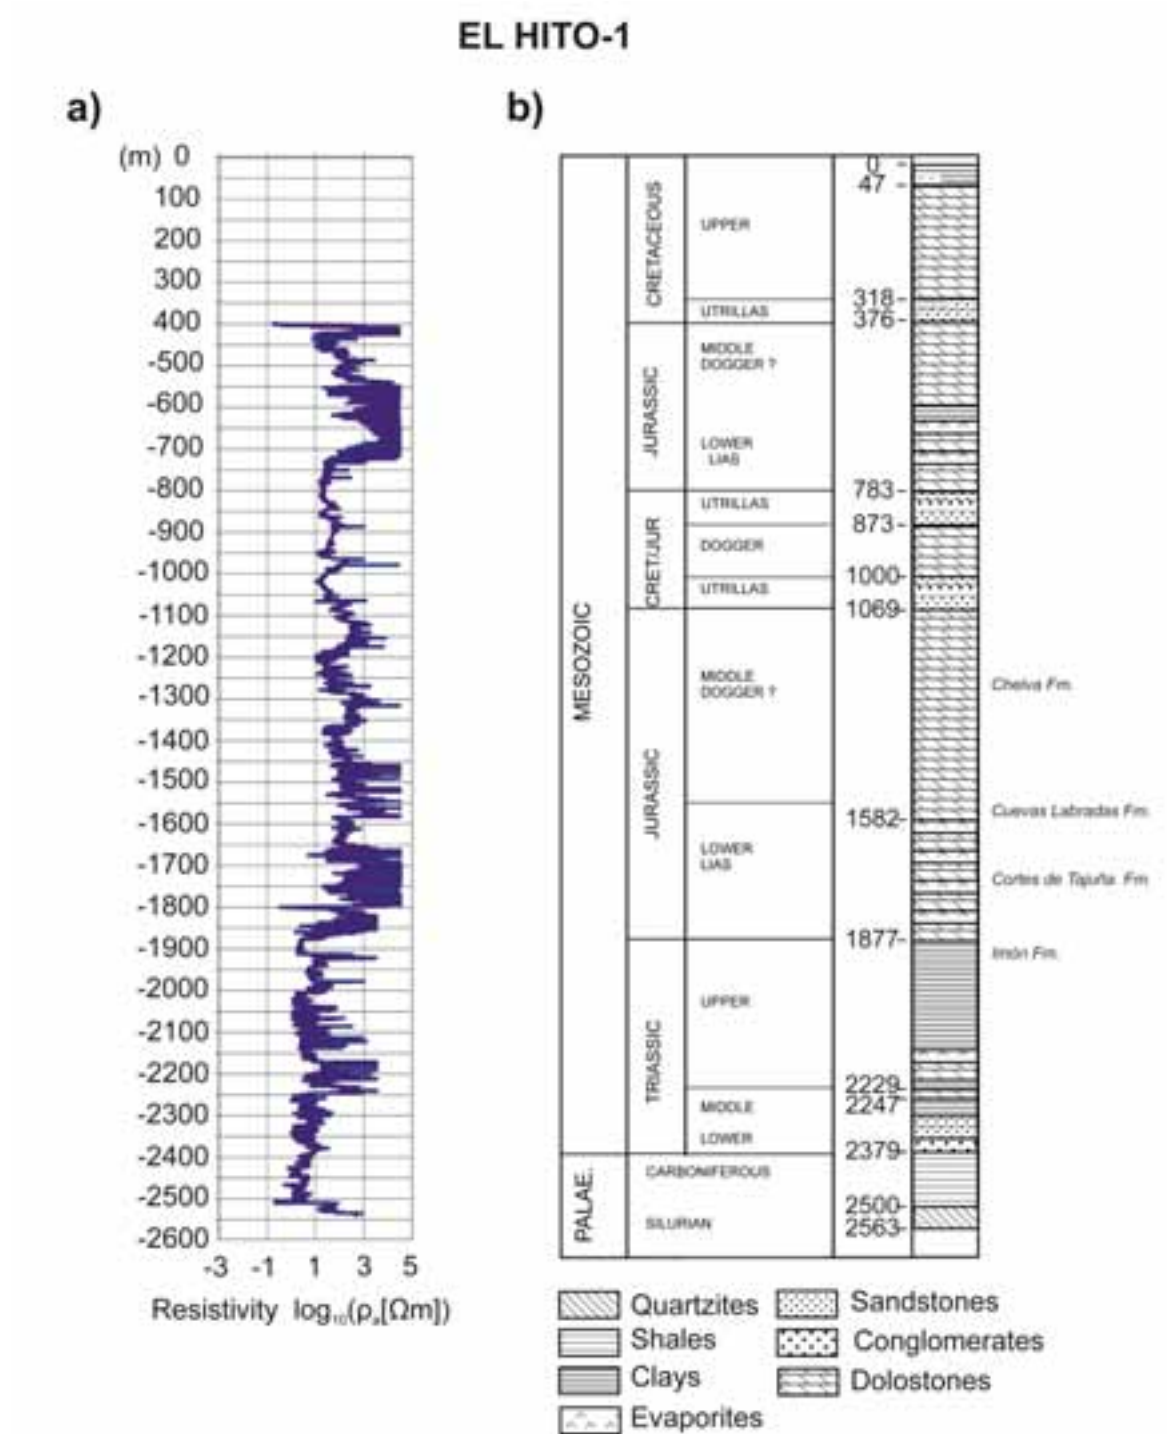 EL HITO-1
a)
(m) 0
100
200
300
400
-500
-600
-700
-800
-900
-1000
-1100
-1200
-1300
-1400
-1500
-1600
-1700
-1800
-1900
-2000
-2100
-2200
-2300
-2400
-2500
-2600
-3 -1 1 3 5
Resistivity log₁₀(ρₐ[Ωm])
b)
MESOZOIC
PALAE.
CRETACEOUS
JURASSIC
CRET/JUR
JURASSIC
TRIASSIC
UPPER
UTRILLAS
MIDDLE
DOGGER ?
LOWER
LIAS
UTRILLAS
DOGGER
UTRILLAS
MIDDLE
DOGGER ?
LOWER
LIAS
UPPER
MIDDLE
LOWER
CARBONIFEROUS
SILURIAN
0
47
318
376
783
873
1000
1069
1582
1877
2229
2247
2379
2500
2563
Chelva Fm.
Cuevas Labradas Fm.
Cortes de Tajuña Fm
Imón Fm.
Quartzites
Shales
Clays
Evaporites
Sandstones
Conglomerates
Dolostones